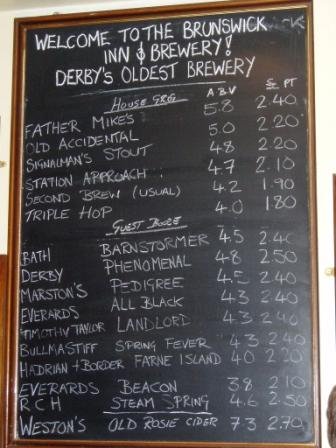 WELCOME TO THE BRUNSWICK
INN & BREWERY!
DERBY'S OLDEST BREWERY
HOUSE GRG ABV £ PT
FATHER MIKE'S 5.8 2.40
OLD ACCIDENTAL 5.0 2.20
SIGNALMAN'S STOUT 4.8 2.20
STATION APPROACH 4.7 2.10
SECOND BREW (USUAL) 4.2 1.90
TRIPLE HOP 4.0 1.80
GUEST BOOZE
BATH BARNSTORMER 4.5 2.40
DERBY PHENOMENAL 4.8 2.50
MARSTON'S PEDIGREE 4.5 2.40
EVERARDS ALL BLACK 4.3 2.40
TIMOTHY TAYLOR LANDLORD 4.3 2.40
BULLMASTIFF SPRING FEVER 4.3 2.40
HADRIAN + BORDER FARNE ISLAND 4.0 2.20
EVERARDS BEACON 3.8 2.10
RCH STEAM SPRING 4.6 2.50
WESTON'S OLD ROSIE CIDER 7.3 2.70